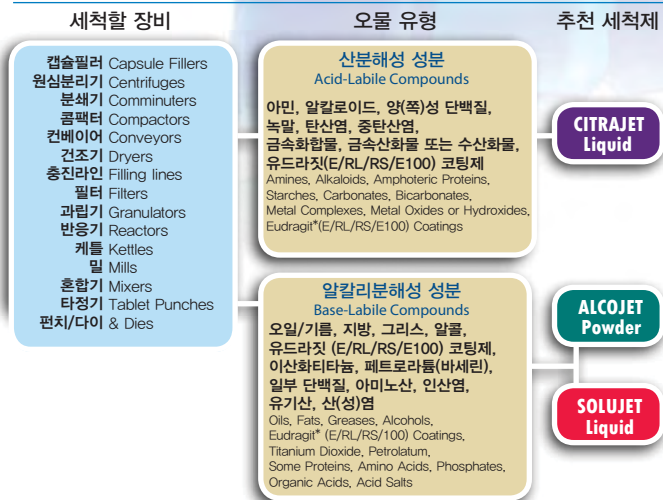 세척할 장비
오물 유형
추천 세척제
캡슐필러 Capsule Fillers
원심분리기 Centrifuges
분쇄기 Comminuters
콤팩터 Compactors
컨베이어 Conveyors
건조기 Dryers
충진라인 Filling lines
필터 Filters
과립기 Granulators
반응기 Reactors
케틀 Kettles
밀 Mills
혼합기 Mixers
타정기 Tablet Punches
펀치/다이 & Dies
산분해성 성분
Acid-Labile Compounds
아민, 알칼로이드, 양(쪽)성 단백질,
녹말, 탄산염, 중탄산염,
금속화합물, 금속산화물 또는 수산화물,
유드라짓(E/RL/RS/E100) 코팅제
Amines, Alkaloids, Amphoteric Proteins,
Starches, Carbonates, Bicarbonates,
Metal Complexes, Metal Oxides or Hydroxides,
Eudragit*(E/RL/RS/E100) Coatings
CITRAJET
Liquid
알칼리분해성 성분
Base-Labile Compounds
오일/기름, 지방, 그리스, 알콜,
유드라짓 (E/RL/RS/E100) 코팅제,
이산화티타늄, 페트로라튬(바세린),
일부 단백질, 아미노산, 인산염,
유기산, 산(성)염
Oils, Fats, Greases, Alcohols,
Eudragit* (E/RL/RS/100) Coatings,
Titanium Dioxide, Petrolatum,
Some Proteins, Amino Acids, Phosphates,
Organic Acids, Acid Salts
ALCOJET
Powder
SOLUJET
Liquid